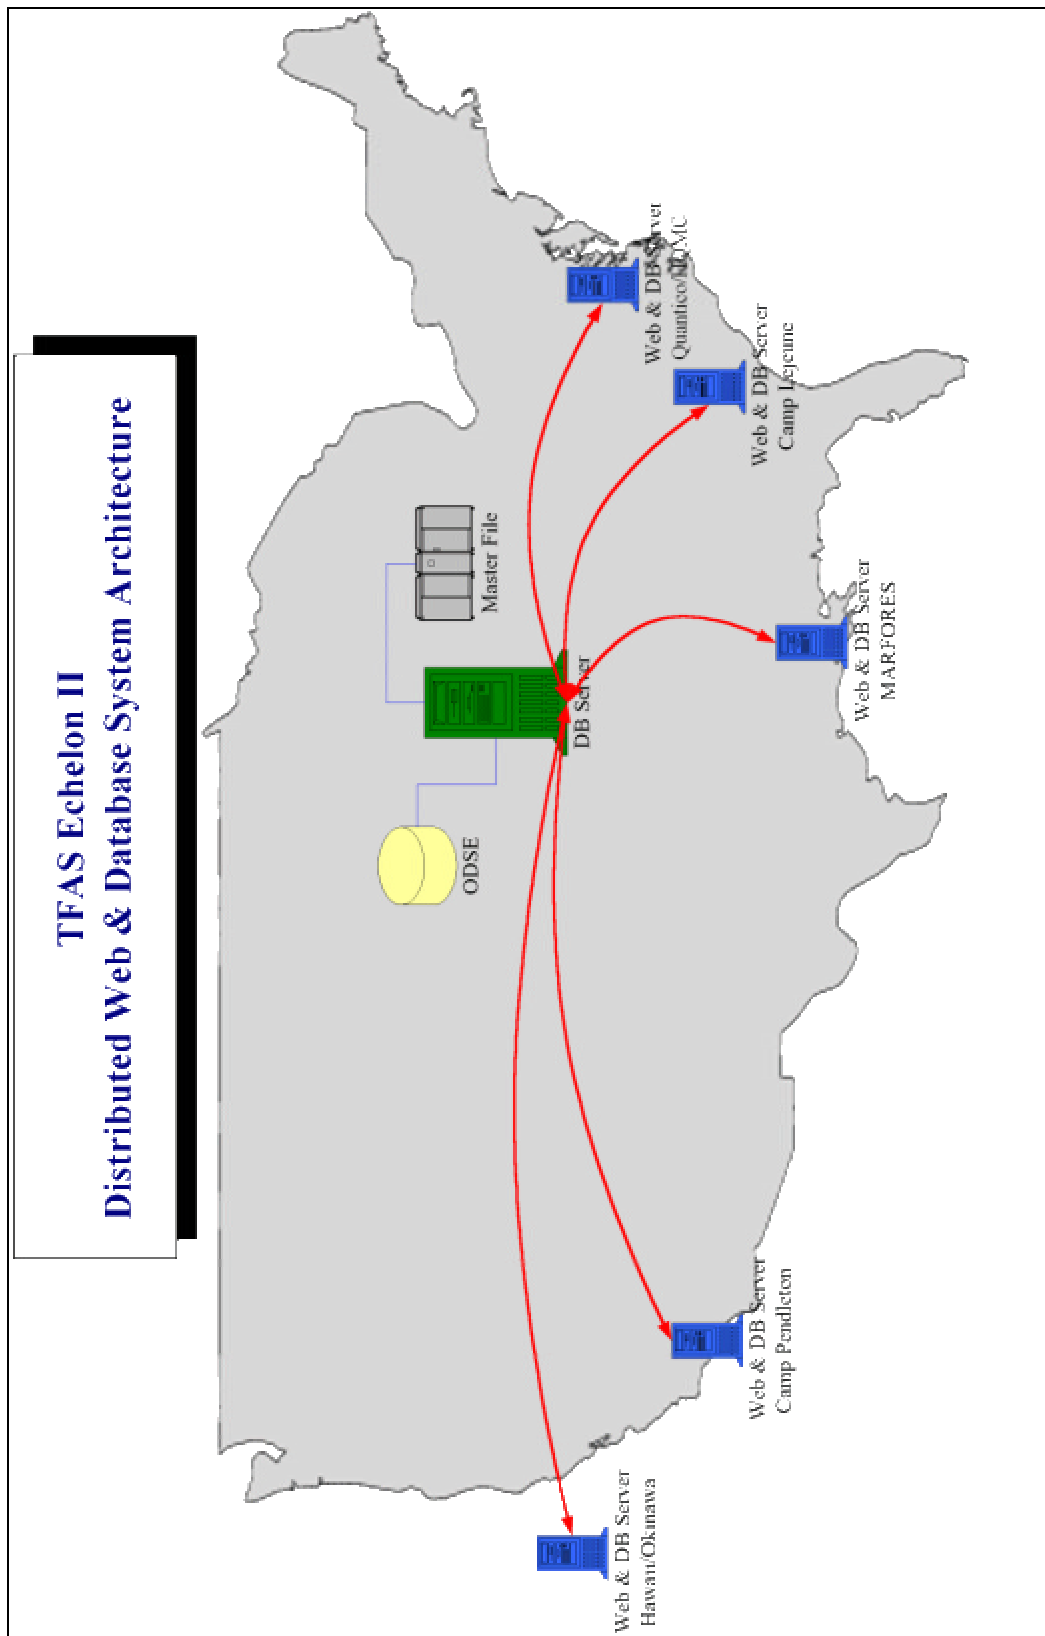 TFAS Echelon II
Distributed Web & Database System Architecture
Master File
ODSE
DB Server
Web & DB Server
Quantico/HQMC
Web & DB Server
Camp Lejeune
Web & DB Server
MARFORES
Web & DB Server
Camp Pendleton
Web & DB Server
Hawaii/Okinawa